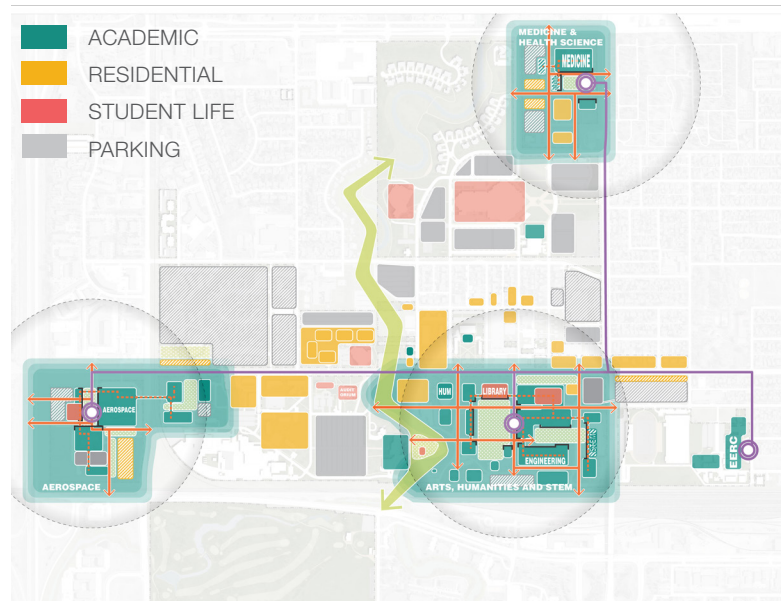 ACADEMIC
RESIDENTIAL
STUDENT LIFE
PARKING
MEDICINE &
HEALTH SCIENCE
MEDICINE
AEROSPACE
AEROSPACE
HUM
LIBRARY
ENGINEERING
ARTS, HUMANITIES AND STEM
EERC